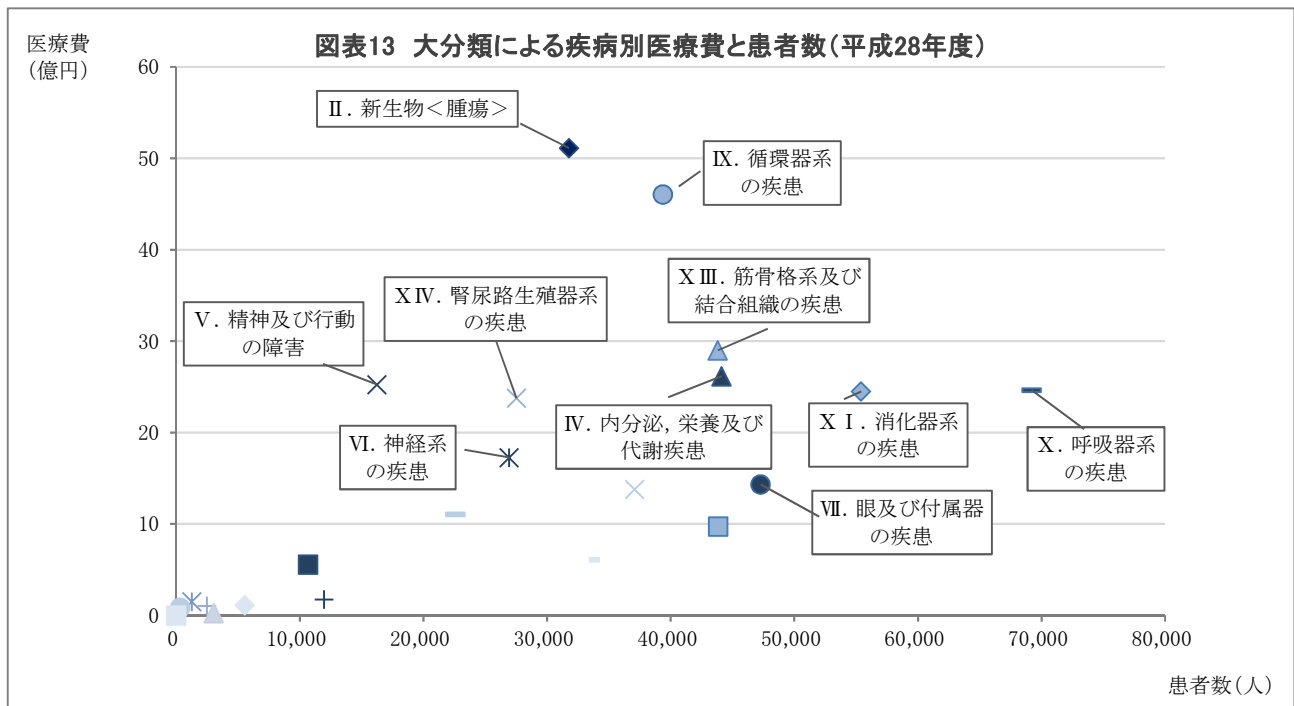 図表13 大分類による疾病別医療費と患者数(平成28年度)
医療費
(億円)
60
50
40
30
20
10
0
Ⅱ. 新生物<腫瘍>
Ⅸ. 循環器系
の疾患
ⅩⅢ. 筋骨格系及び
結合組織の疾患
ⅩⅣ. 腎尿路生殖器系
の疾患
Ⅴ. 精神及び行動
の障害
Ⅵ. 神経系
の疾患
Ⅳ. 内分泌, 栄養及び
代謝疾患
ⅩⅠ. 消化器系
の疾患
Ⅹ. 呼吸器系
の疾患
Ⅶ. 眼及び付属器
の疾患
0 10,000 20,000 30,000 40,000 50,000 60,000 70,000 80,000
患者数(人)